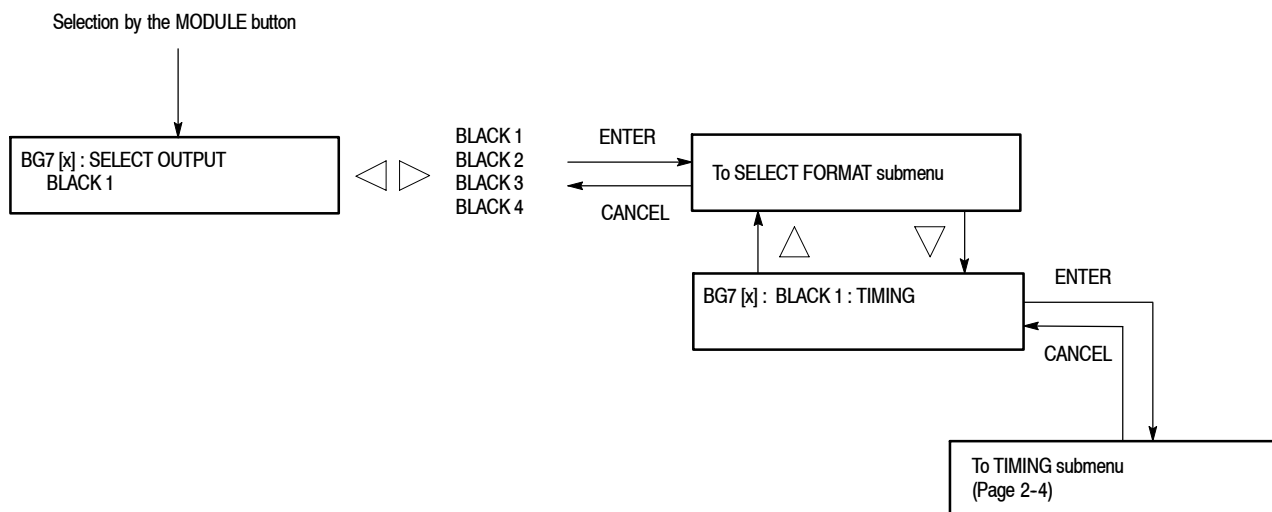 Selection by the MODULE button
BG7 [x] : SELECT OUTPUT
BLACK 1
BLACK 1
BLACK 2
BLACK 3
BLACK 4
ENTER
CANCEL
To SELECT FORMAT submenu
BG7 [x] : BLACK 1 : TIMING
ENTER
CANCEL
To TIMING submenu
(Page 2-4)